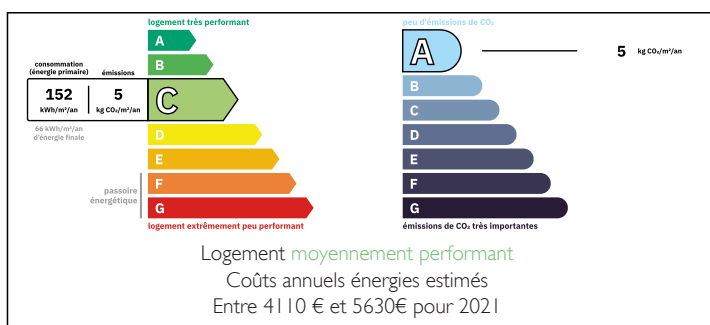 logement très performant
A
B
consommation
(énergie primaire)
émissions
152
kWh/m²/an
5
kg CO₂/m²/an
C
66 kWh/m²/an
d'énergie finale
D
E
passoire
énergétique
F
G
logement extrêmement peu performant
peu d'émissions de CO₂
A
5 kg CO₂/m²/an
B
C
D
E
F
G
émissions de CO₂ très importantes
Logement moyennement performant
Coûts annuels énergies estimés
Entre 4110 € et 5630€ pour 2021